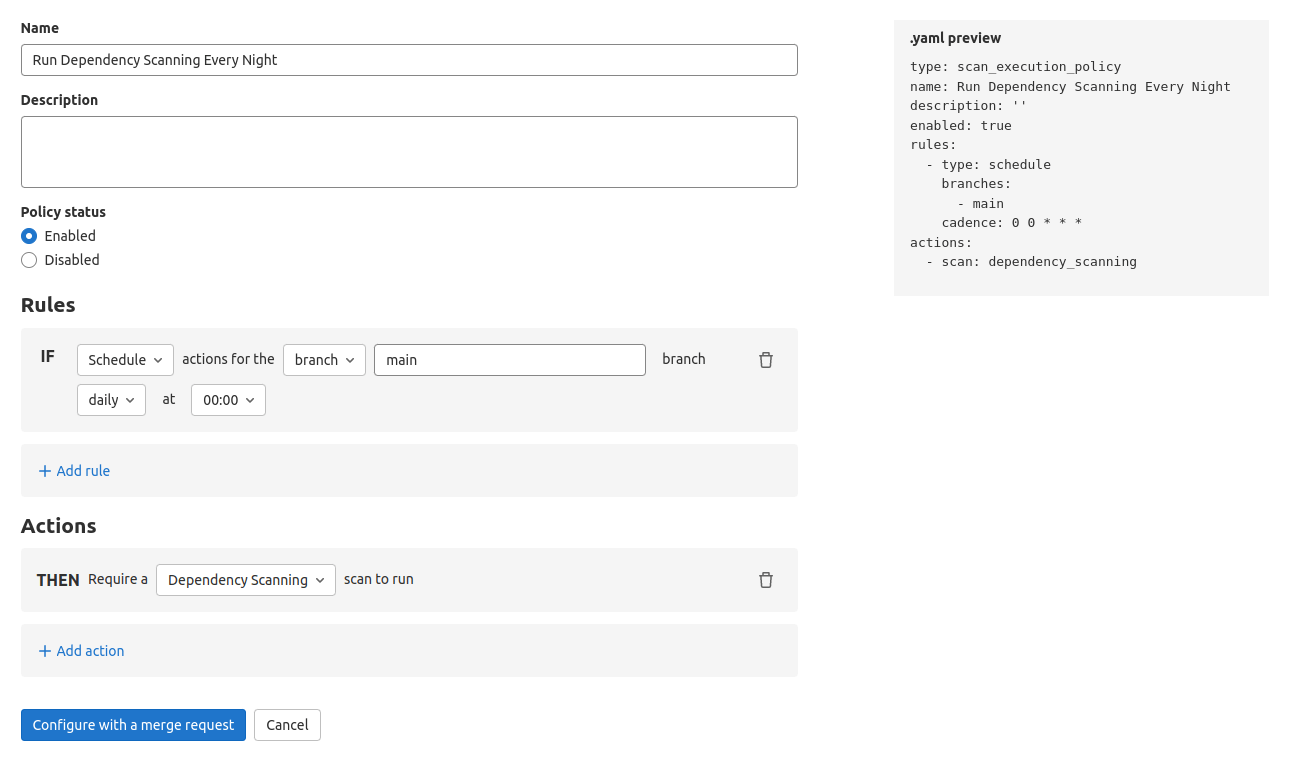 Name
Run Dependency Scanning Every Night
Description
Policy status
Enabled
Disabled
Rules
IF Schedule actions for the branch main branch
daily at 00:00
+ Add rule
Actions
THEN Require a Dependency Scanning scan to run
+ Add action
Configure with a merge request Cancel
.yaml preview
type: scan_execution_policy
name: Run Dependency Scanning Every Night
description: ''
enabled: true
rules:
  - type: schedule
    branches:
      - main
    cadence: 0 0 * * *
actions:
  - scan: dependency_scanning